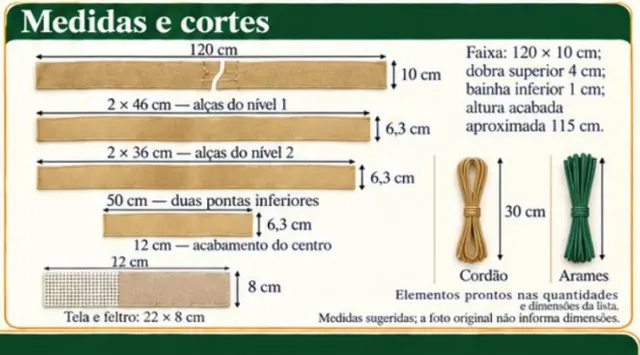 Medidas e cortes
120 cm
10 cm
2 × 46 cm — alças do nível 1
6,3 cm
2 × 36 cm — alças do nível 2
6,3 cm
50 cm — duas pontas inferiores
6,3 cm
12 cm — acabamento do centro
12 cm
8 cm
Tela e feltro: 22 × 8 cm
Faixa: 120 × 10 cm;
dobra superior 4 cm;
bainha inferior 1 cm;
altura acabada
aproximada 115 cm.
30 cm
Cordão
Arames
Elementos prontos nas quantidades
e dimensões da lista.
Medidas sugeridas; a foto original não informa dimensões.